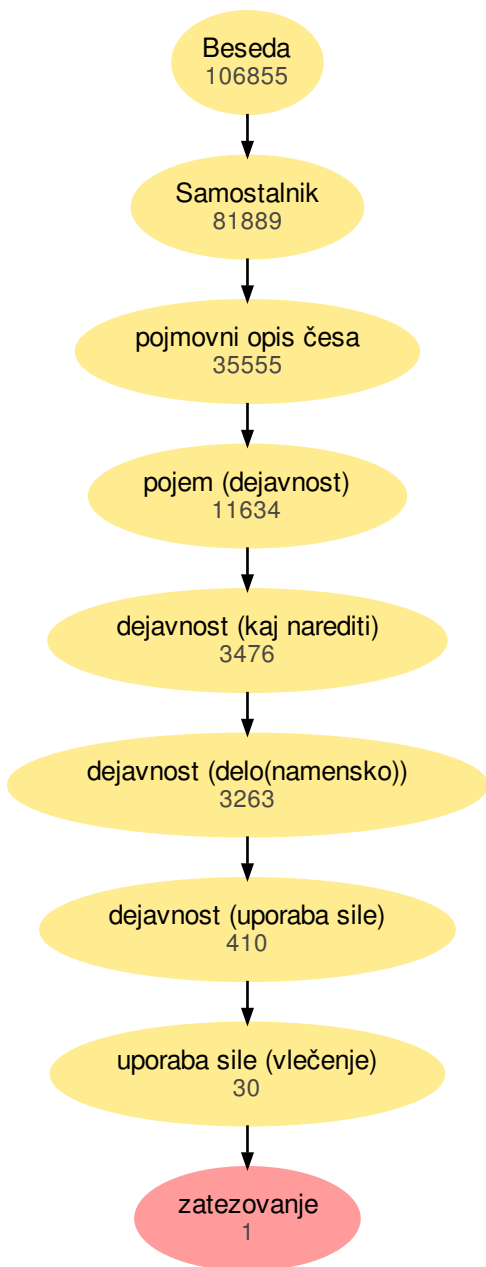 Beseda
106855
Samostalnik
81889
pojmovni opis česa
35555
pojem (dejavnost)
11634
dejavnost (kaj narediti)
3476
dejavnost (delo(namensko))
3263
dejavnost (uporaba sile)
410
uporaba sile (vlečenje)
30
zatezovanje
1